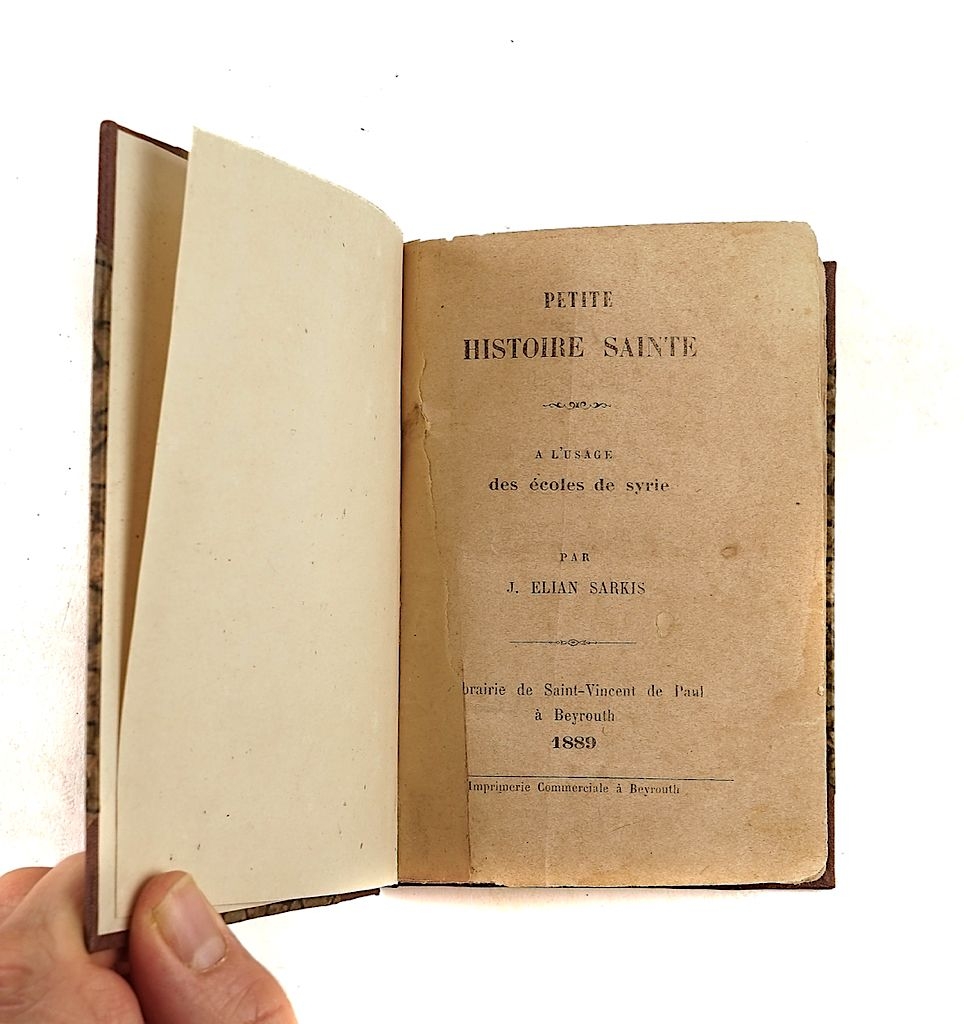 PETITE
HISTOIRE SAINTE
A L'USAGE
des écoles de syrie
PAR
J. ELIAN SARKIS
brairie de Saint-Vincent de Paul
à Beyrouth
1889
Imprimerie Commerciale à Beyrouth